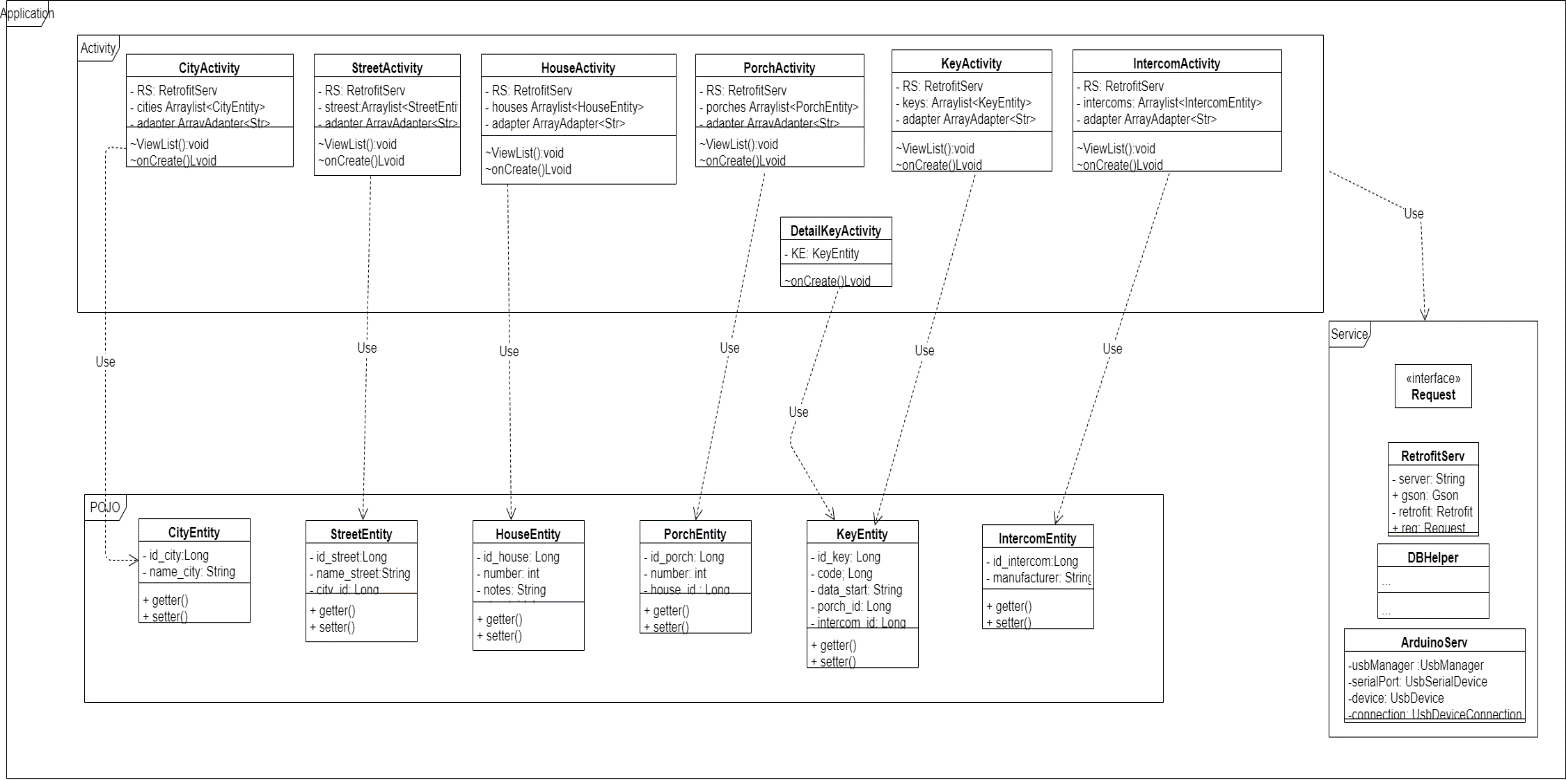 Application
Activity
CityActivity
- RS: RetrofitServ
- cities Arraylist<CityEntity>
- adapter ArrayAdapter<Str>
~ViewList():void
~onCreate()Lvoid
StreetActivity
- RS: RetrofitServ
- streest:Arraylist<StreetEnti
- adapter ArrayAdapter<Str>
~ViewList():void
~onCreate()Lvoid
HouseActivity
- RS: RetrofitServ
- houses Arraylist<HouseEntity>
- adapter ArrayAdapter<Str>
~ViewList():void
~onCreate()Lvoid
PorchActivity
- RS: RetrofitServ
- porches Arraylist<PorchEntity>
- adapter ArrayAdapter<Str>
~ViewList():void
~onCreate()Lvoid
KeyActivity
- RS: RetrofitServ
- keys: Arraylist<KeyEntity>
- adapter ArrayAdapter<Str>
~ViewList():void
~onCreate()Lvoid
IntercomActivity
- RS: RetrofitServ
- intercoms: Arraylist<IntercomEntity>
- adapter ArrayAdapter<Str>
~ViewList():void
~onCreate()Lvoid
DetailKeyActivity
- KE: KeyEntity
~onCreate()Lvoid
Use
Use
Use
Use
Use
Use
Use
Use
POJO
CityEntity
- id_city:Long
- name_city: String
+ getter()
+ setter()
StreetEntity
- id_street:Long
- name_street:String
- city_id: Long
+ getter()
+ setter()
HouseEntity
- id_house: Long
- number: int
- notes: String
+ getter()
+ setter()
PorchEntity
- id_porch: Long
- number: int
- house_id : Long
+ getter()
+ setter()
KeyEntity
- id_key: Long
- code; Long
- data_start: String
- porch_id: Long
- intercom_id: Long
+ getter()
+ setter()
IntercomEntity
- id_intercom:Long
- manufacturer: String
+ getter()
+ setter()
Service
«interface»
Request
RetrofitServ
- server: String
+ gson: Gson
- retrofit: Retrofit
+ req: Request
DBHelper
...
...
ArduinoServ
-usbManager :UsbManager
-serialPort: UsbSerialDevice
-device: UsbDevice
-connection: UsbDeviceConnection